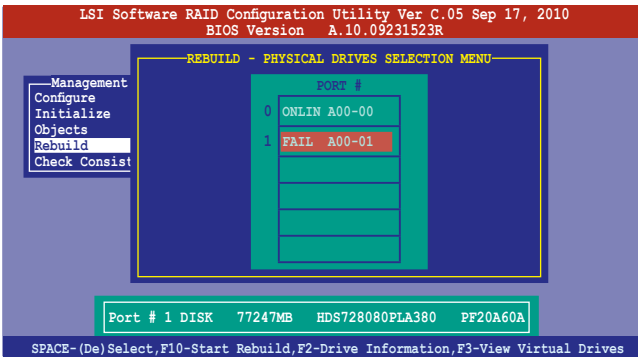 LSI Software RAID Configuration Utility Ver C.05 Sep 17, 2010
BIOS Version A.10.09231523R
REBUILD - PHYSICAL DRIVES SELECTION MENU
Management
Configure
Initialize
Objects
Rebuild
Check Consist
PORT #
0 ONLIN A00-00
1 FAIL A00-01
Port # 1 DISK 77247MB HDS728080PLA380 PF20A60A
SPACE-(De)Select,F10-Start Rebuild,F2-Drive Information,F3-View Virtual Drives